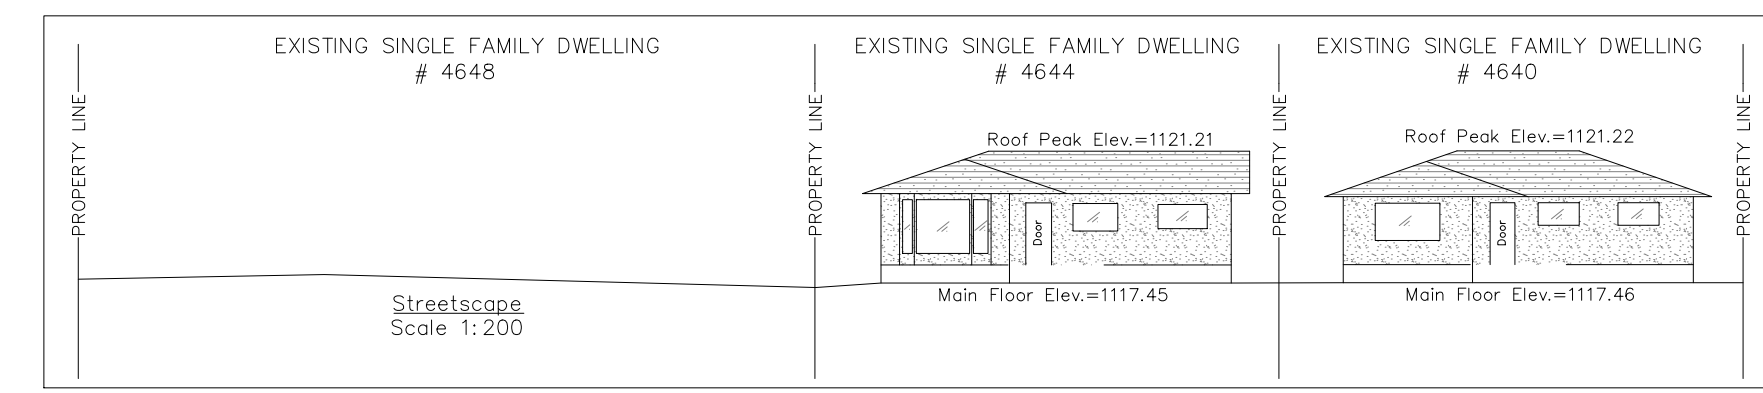 EXISTING SINGLE FAMILY DWELLING
# 4648
EXISTING SINGLE FAMILY DWELLING
# 4644
EXISTING SINGLE FAMILY DWELLING
# 4640
PROPERTY LINE
PROPERTY LINE
PROPERTY LINE
PROPERTY LINE
Roof Peak Elev.=1121.21
Roof Peak Elev.=1121.22
Door
Door
Main Floor Elev.=1117.45
Main Floor Elev.=1117.46
Streetscape
Scale 1:200